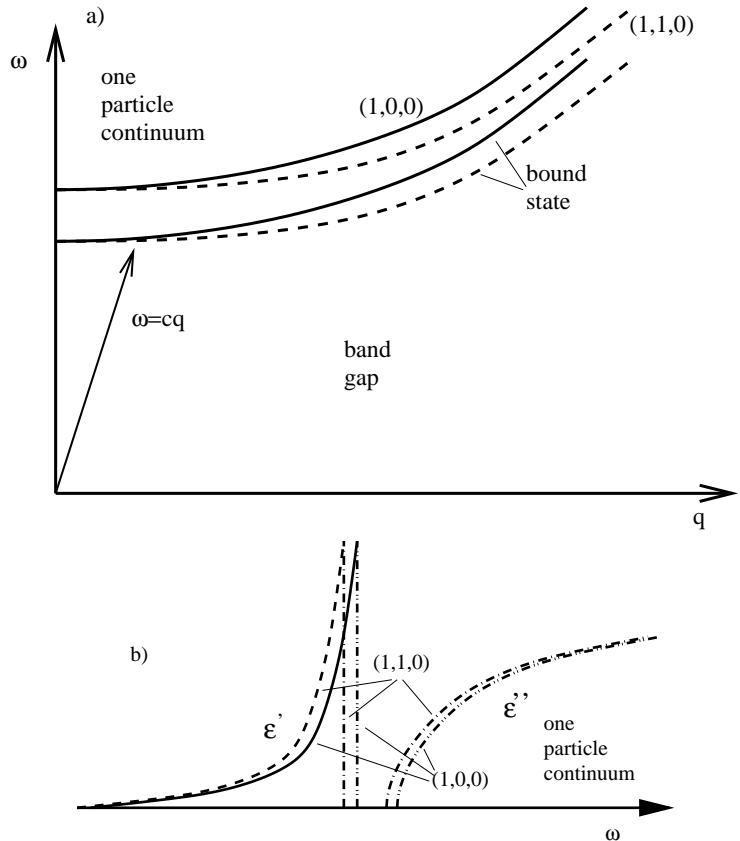 a)
ω
one
particle
continuum
(1,0,0)
(1,1,0)
bound
state
ω=cq
band
gap
q
b)
(1,1,0)
ε'
ε''
one
particle
continuum
(1,0,0)
ω